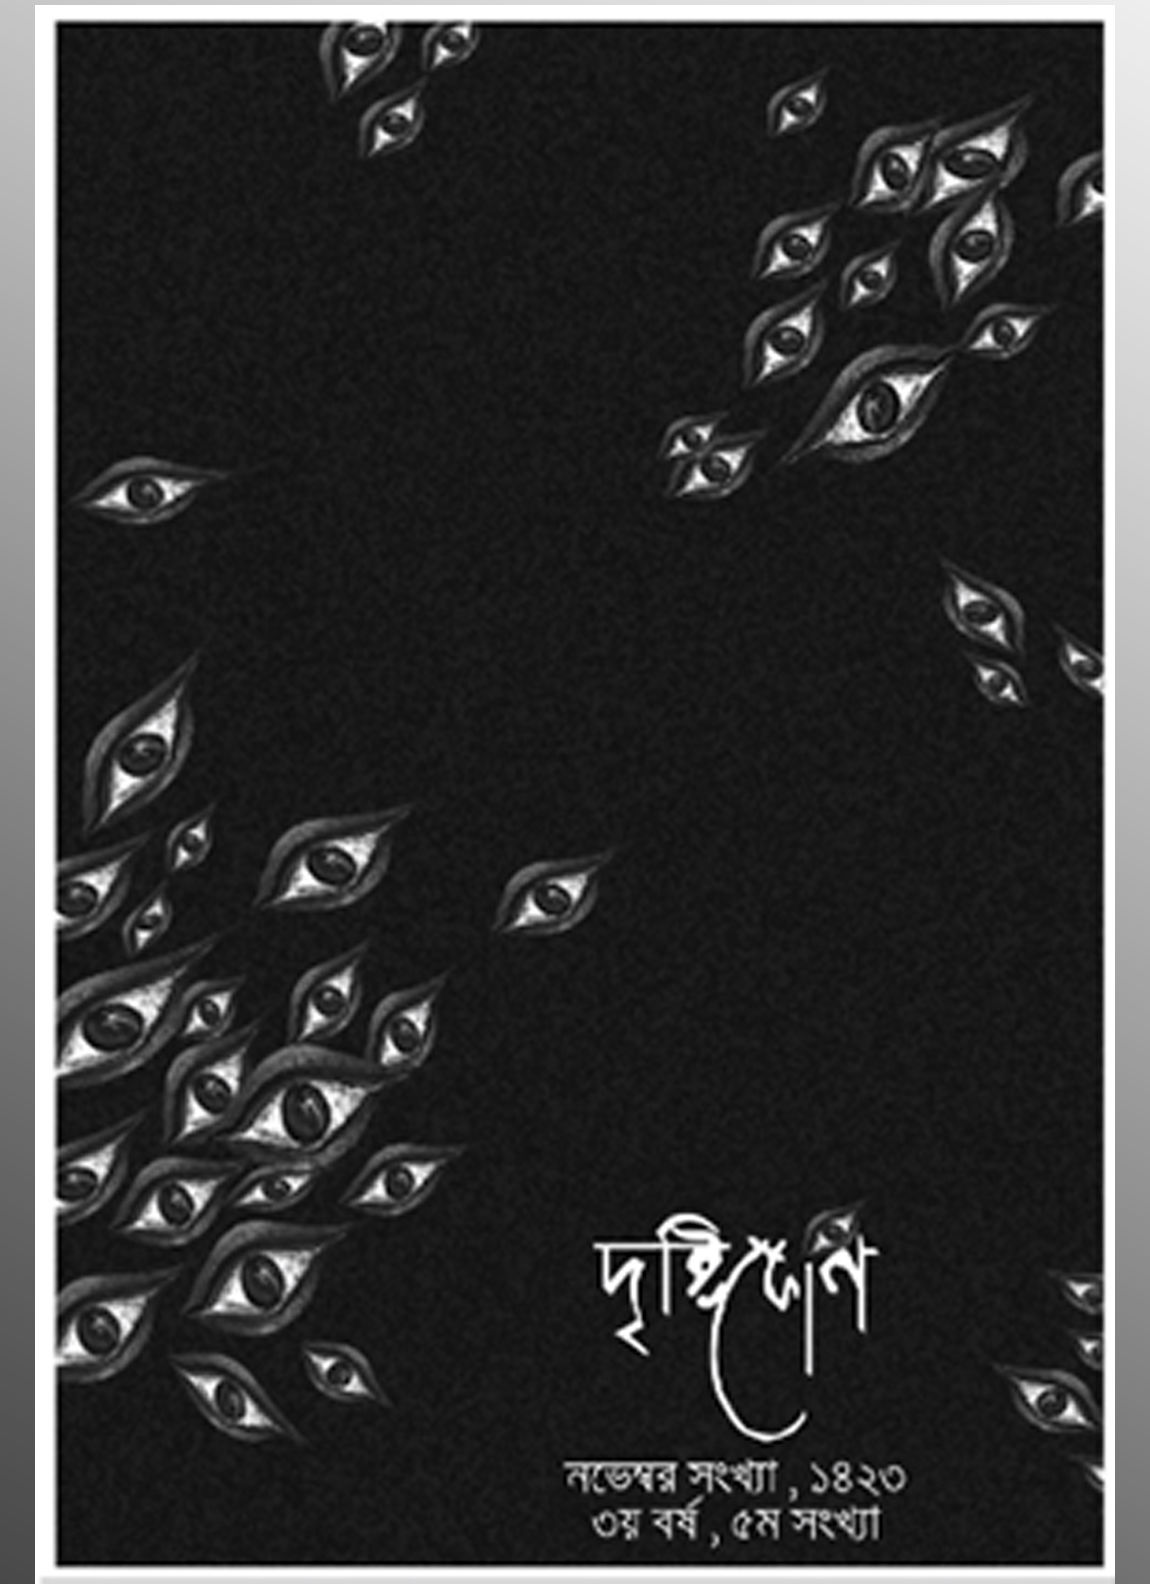 দৃষ্টিকোণ
নভেম্বর সংখ্যা , ১৪২৩
৩য় বর্ষ , ৫ম সংখ্যা